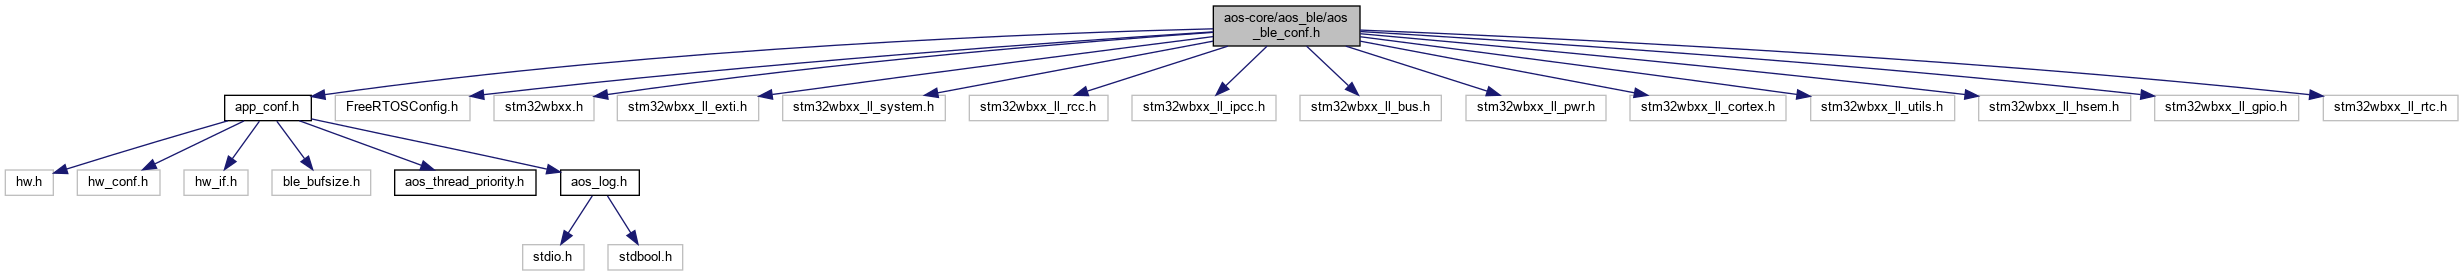 aos-core/aos_ble/aos
_ble_conf.h
app_conf.h
FreeRTOSConfig.h
stm32wbxx.h
stm32wbxx_ll_exti.h
stm32wbxx_ll_system.h
stm32wbxx_ll_rcc.h
stm32wbxx_ll_ipcc.h
stm32wbxx_ll_bus.h
stm32wbxx_ll_pwr.h
stm32wbxx_ll_cortex.h
stm32wbxx_ll_utils.h
stm32wbxx_ll_hsem.h
stm32wbxx_ll_gpio.h
stm32wbxx_ll_rtc.h
hw.h
hw_conf.h
hw_if.h
ble_bufsize.h
aos_thread_priority.h
aos_log.h
stdio.h
stdbool.h